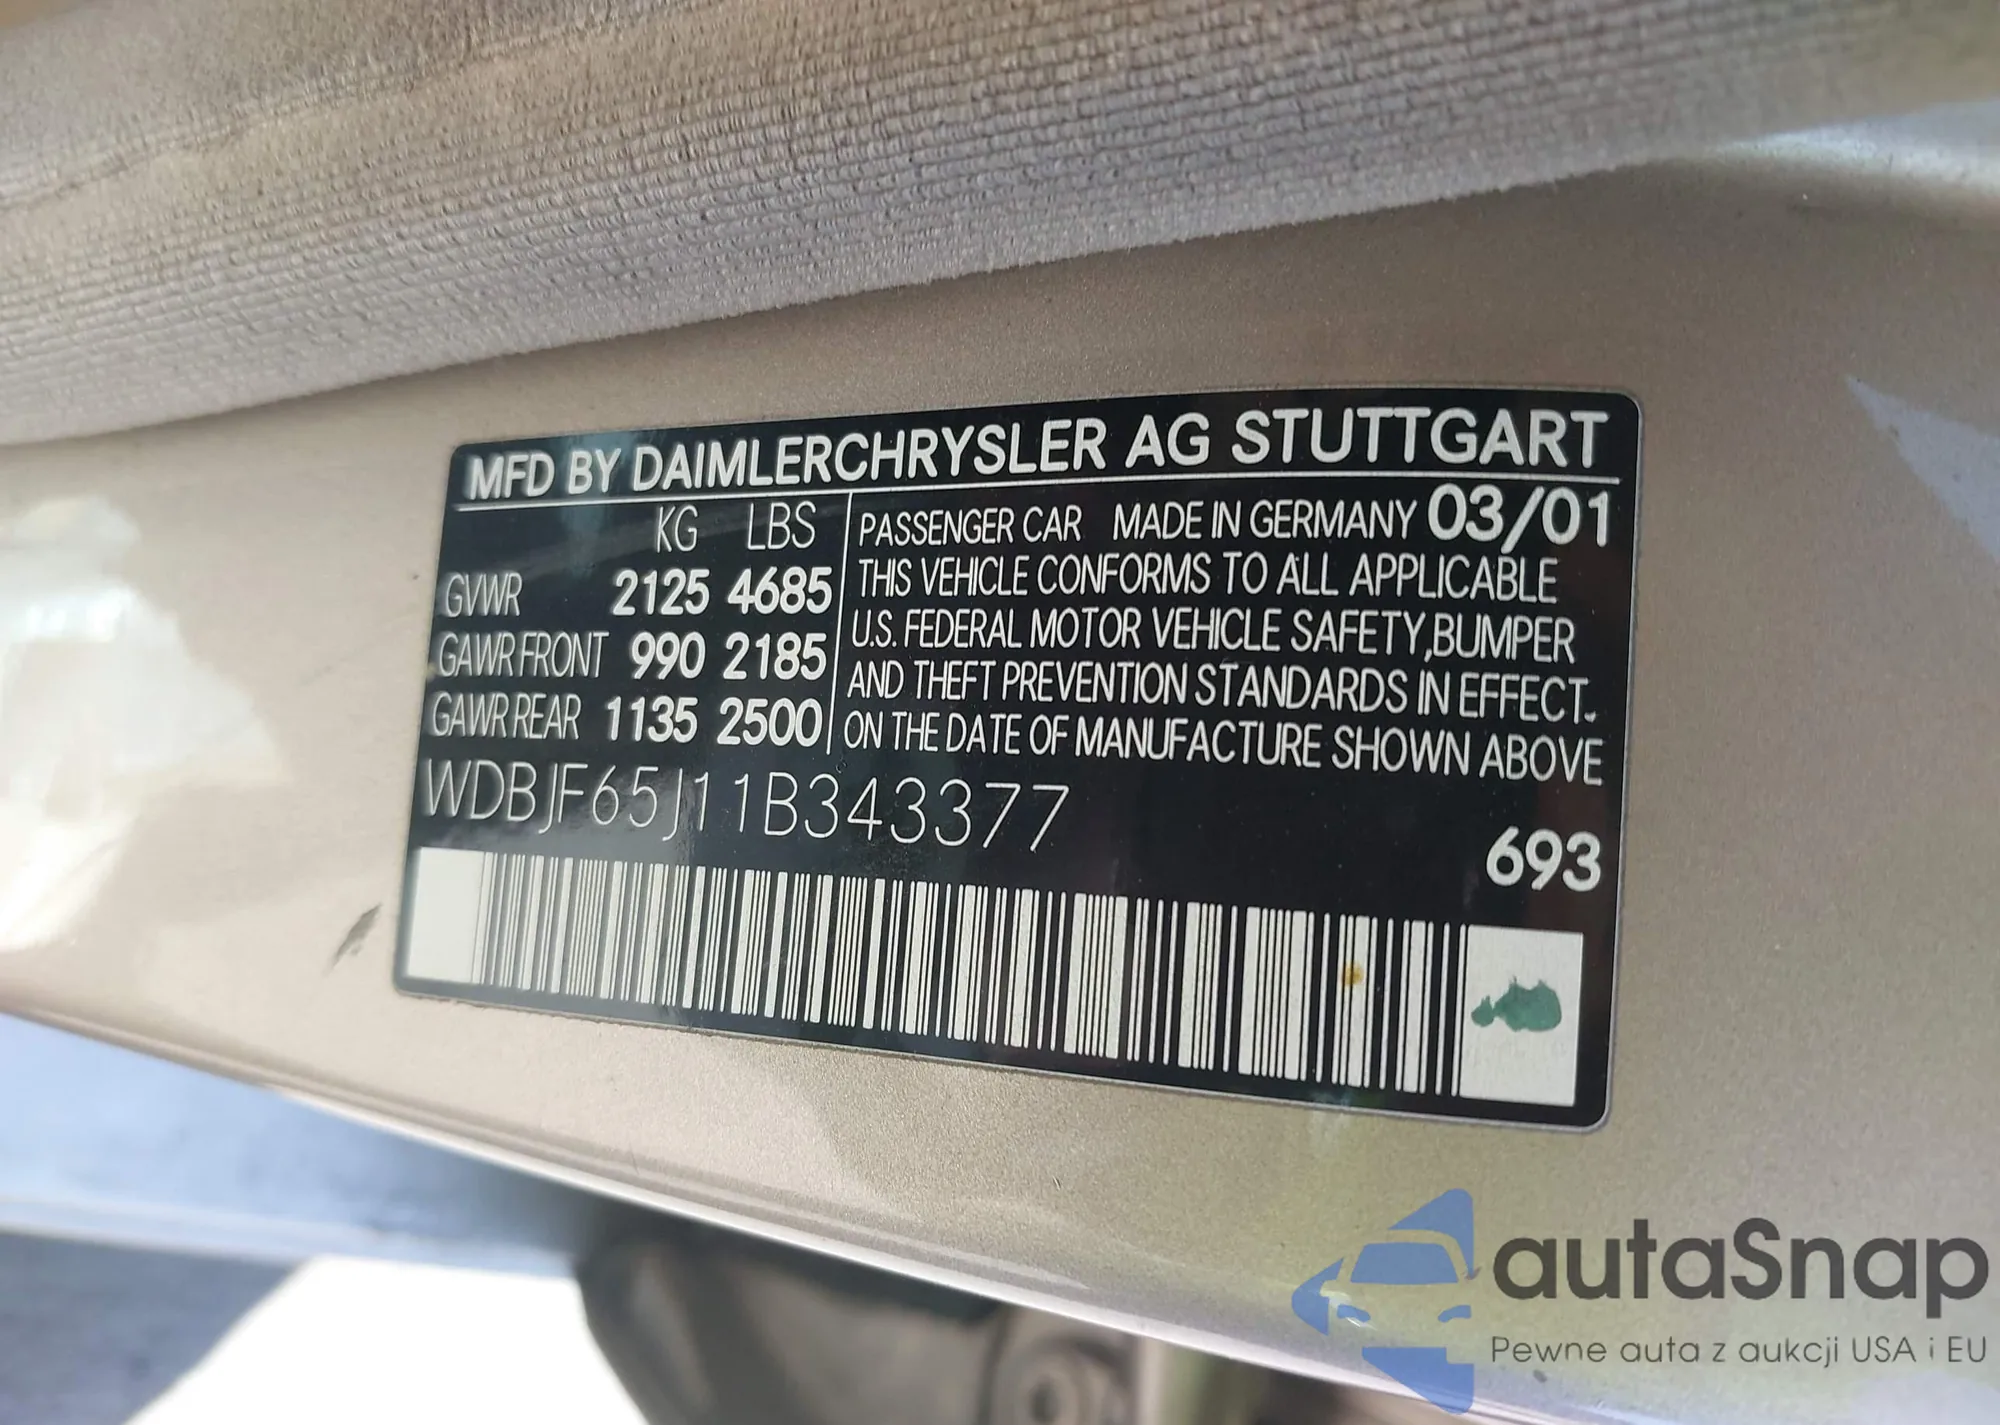 MFD BY DAIMLERCHRYSLER AG STUTTGART
KG LBS
GVWR 2125 4685
GAWR FRONT 990 2185
GAWR REAR 1135 2500
PASSENGER CAR MADE IN GERMANY 03/01
THIS VEHICLE CONFORMS TO ALL APPLICABLE
U.S. FEDERAL MOTOR VEHICLE SAFETY,BUMPER
AND THEFT PREVENTION STANDARDS IN EFFECT.
ON THE DATE OF MANUFACTURE SHOWN ABOVE
WDBJF65J11B343377
693
autaSnap
Pewne auta z aukcji USA i EU